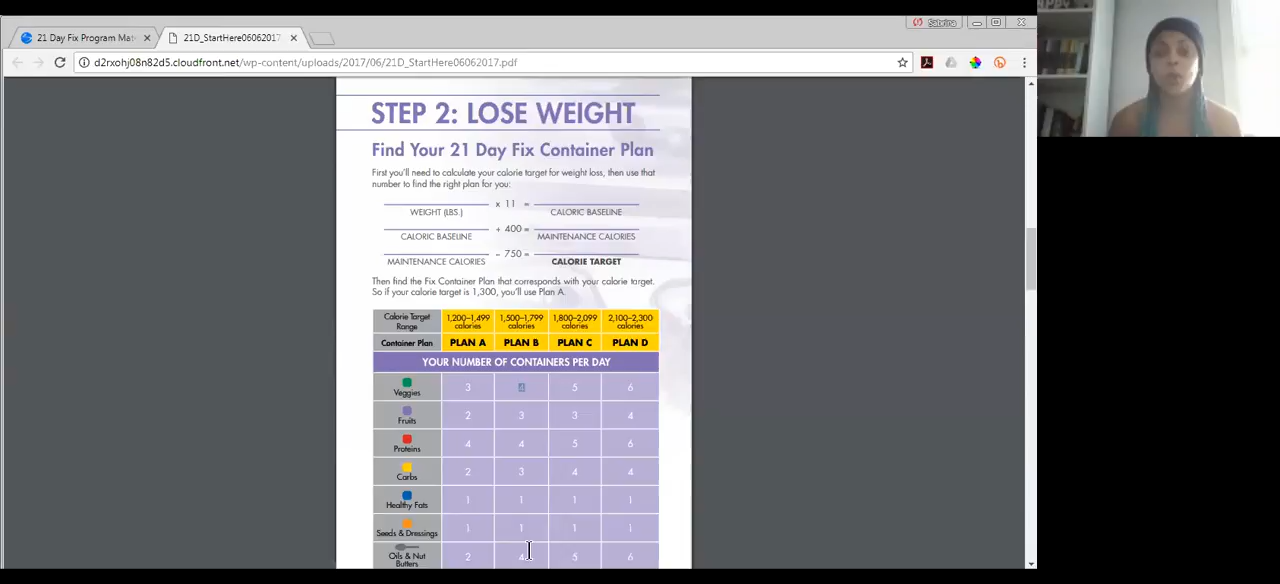 Sabrina
21 Day Fix Program Mat
21D_StartHere06062017
d2rxohj08n82d5.cloudfront.net/wp-content/uploads/2017/06/21D_StartHere06062017.pdf
STEP 2: LOSE WEIGHT
Find Your 21 Day Fix Container Plan
First you'll need to calculate your calorie target for weight loss, then use that
number to find the right plan for you:
x 11 =
WEIGHT (LBS.) CALORIC BASELINE
+ 400 =
CALORIC BASELINE MAINTENANCE CALORIES
– 750 =
MAINTENANCE CALORIES CALORIE TARGET
Then find the Fix Container Plan that corresponds with your calorie target.
So if your calorie target is 1,300, you'll use Plan A.
Calorie Target Range 1,200–1,499 calories 1,500–1,799 calories 1,800–2,099 calories 2,100–2,300 calories
Container Plan PLAN A PLAN B PLAN C PLAN D
YOUR NUMBER OF CONTAINERS PER DAY
Veggies 3 4 5 6
Fruits 2 3 3 4
Proteins 4 4 5 6
Carbs 2 3 4 4
Healthy Fats 1 1 1 1
Seeds & Dressings 1 1 1 1
Oils & Nut Butters 2 4 5 6